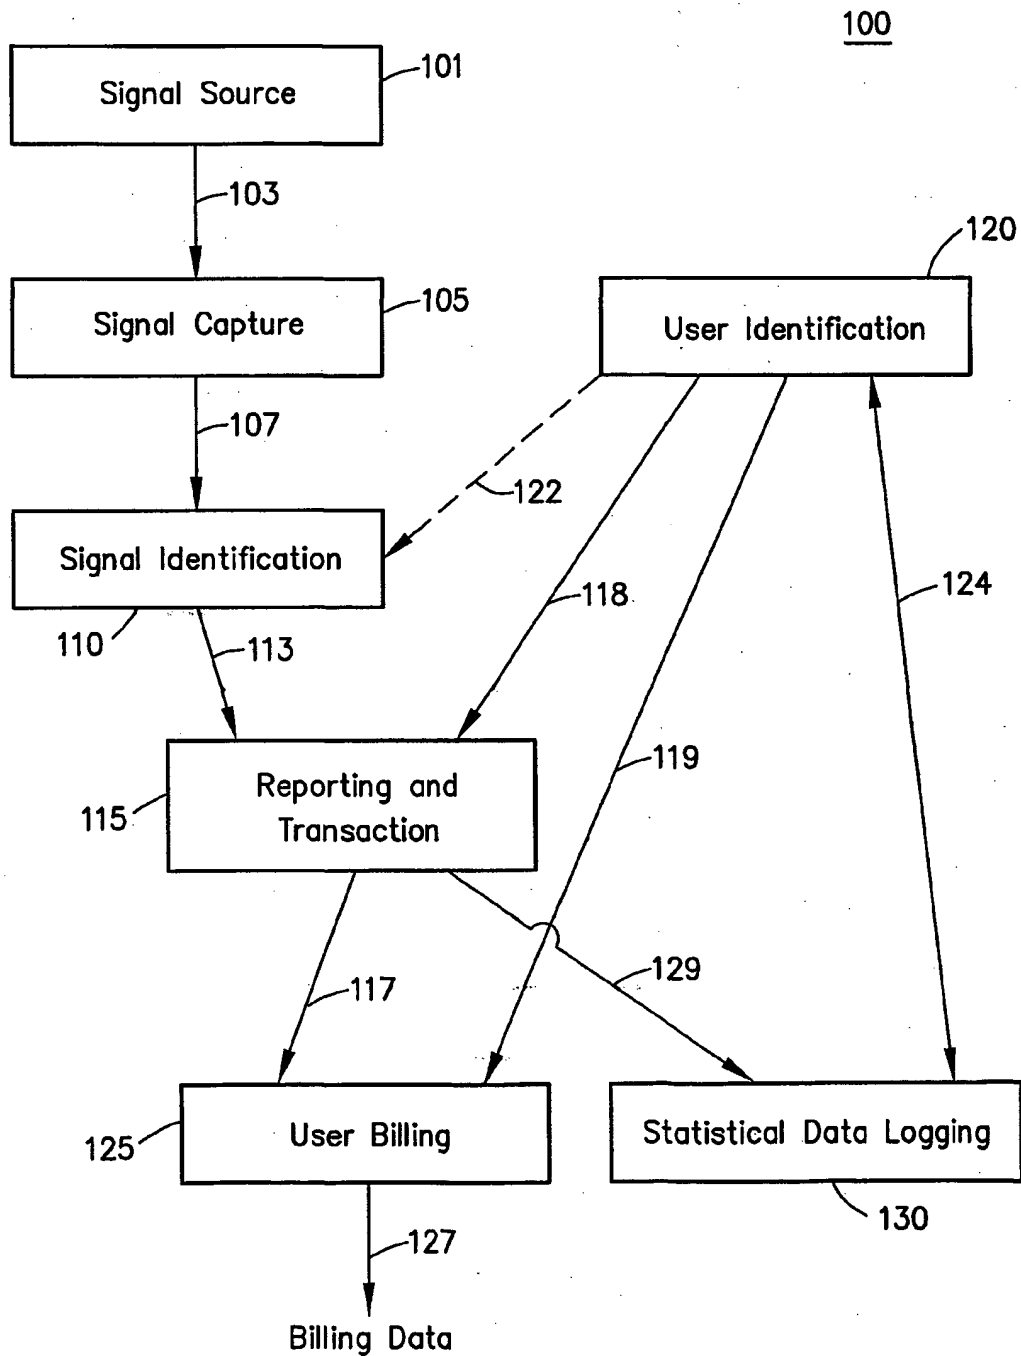 100
Signal Source
101
103
120
Signal Capture
105
User Identification
107
122
Signal Identification
118
124
110
113
119
Reporting and
Transaction
115
129
117
User Billing
Statistical Data Logging
125
130
127
Billing Data